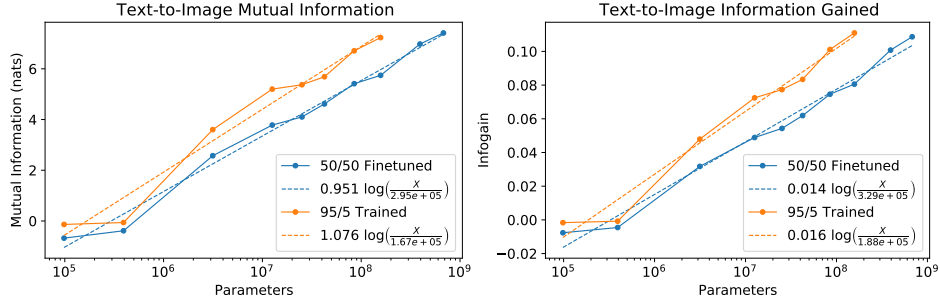 Text-to-Image Mutual Information
Mutual Information (nats)
6
4
2
0
50/50 Finetuned
0.951 log(X/2.95e + 05)
95/5 Trained
1.076 log(X/1.67e + 05)
10^5 10^6 10^7 10^8 10^9
Parameters
Text-to-Image Information Gained
Infogain
0.10
0.08
0.06
0.04
0.02
0.00
−0.02
50/50 Finetuned
0.014 log(X/3.29e + 05)
95/5 Trained
0.016 log(X/1.88e + 05)
10^5 10^6 10^7 10^8 10^9
Parameters